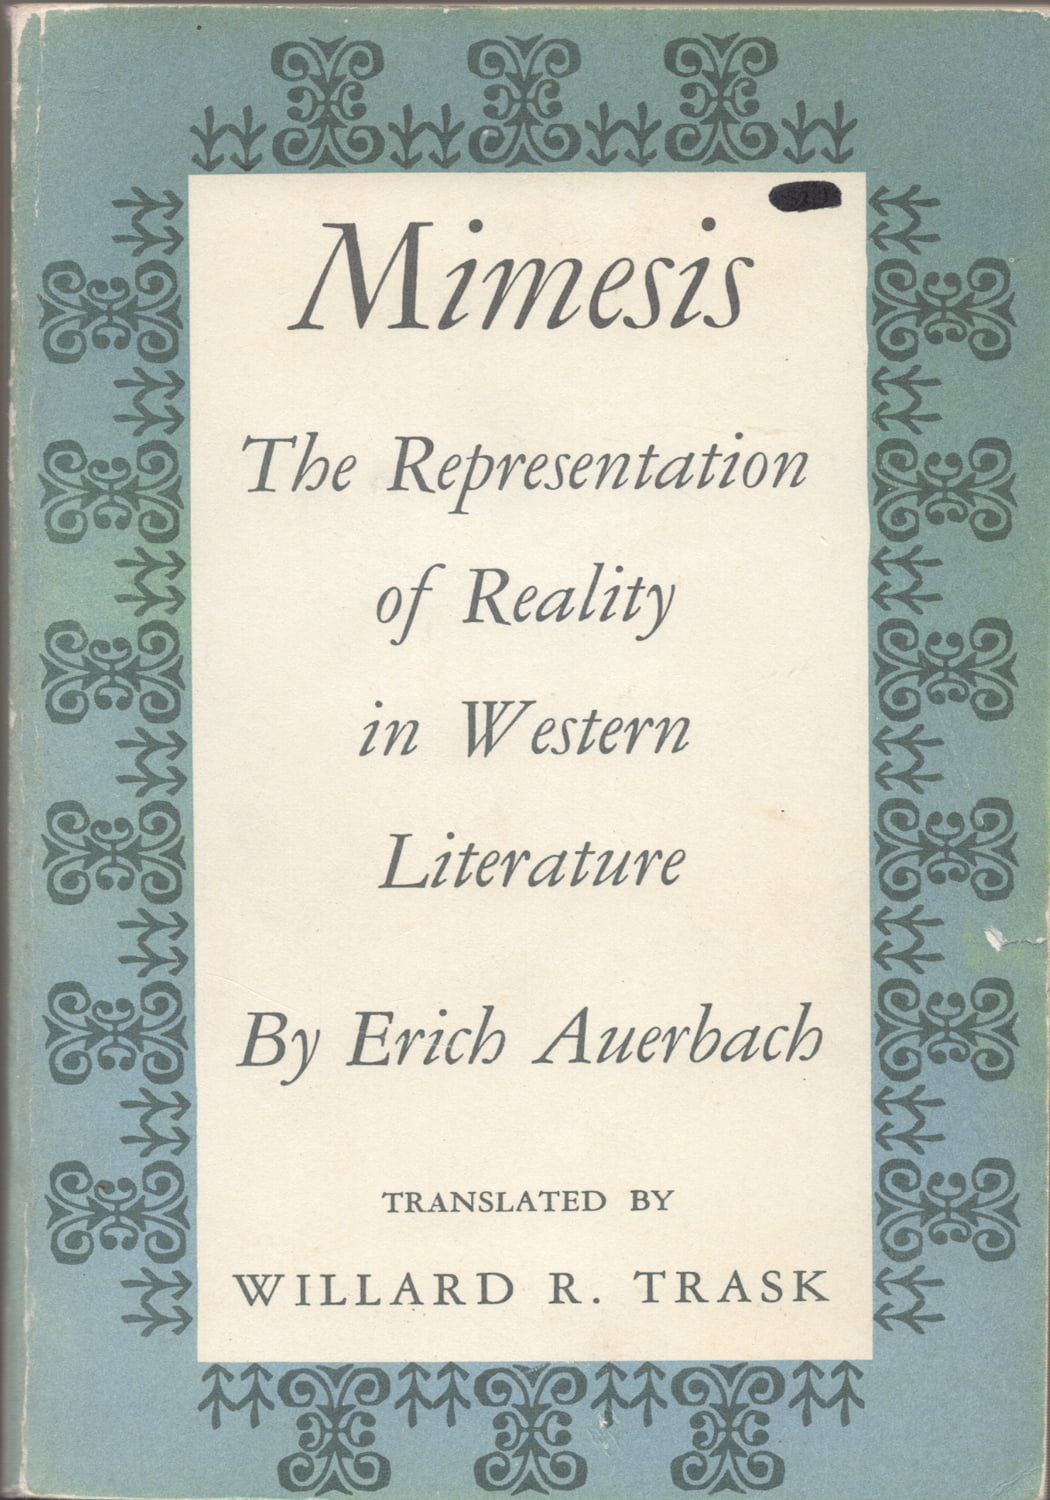 Mimesis
The Representation
of Reality
in Western
Literature
By Erich Auerbach
TRANSLATED BY
WILLARD R. TRASK